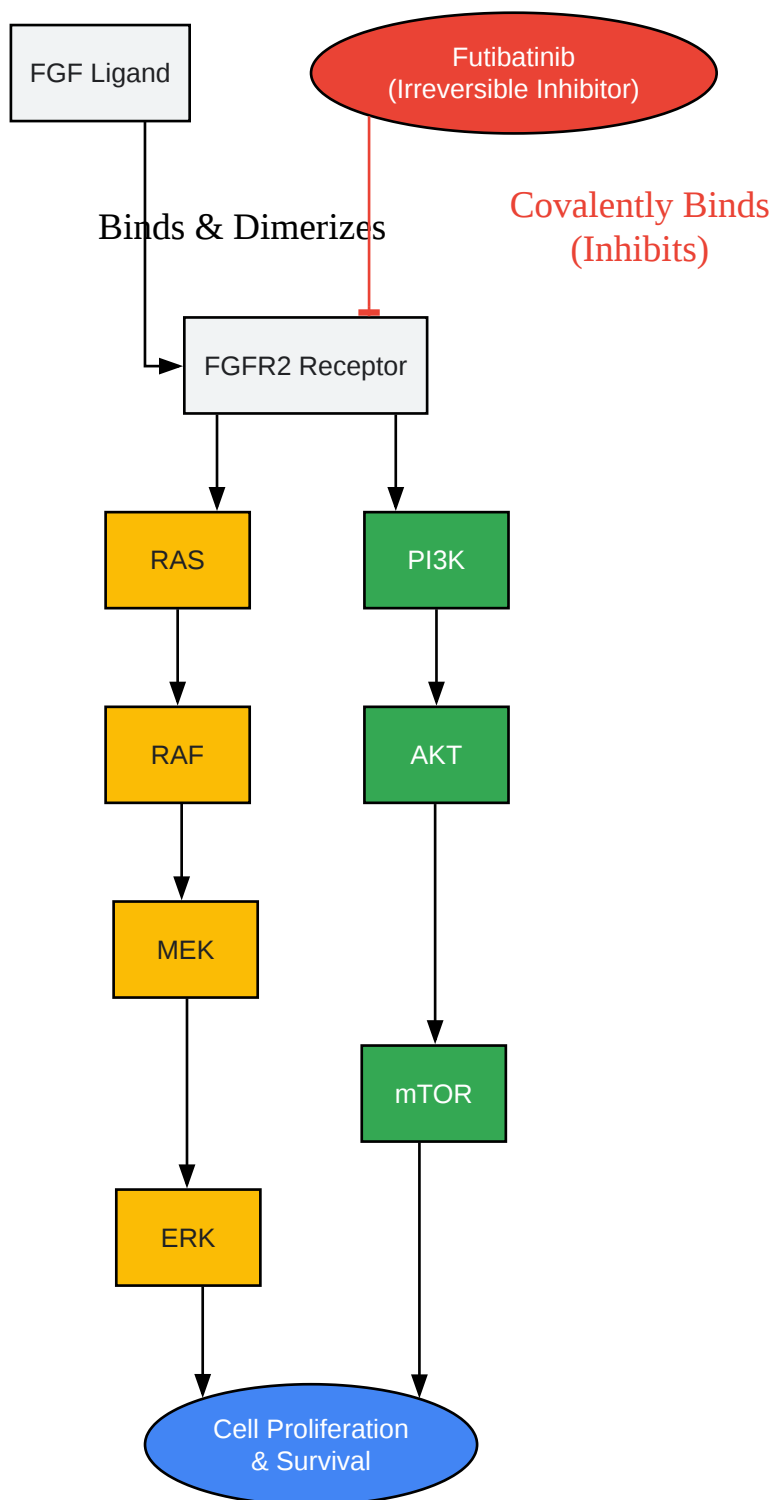 FGF Ligand
Futibatinib
(Irreversible Inhibitor)
Binds & Dimerizes
Covalently Binds
(Inhibits)
FGFR2 Receptor
RAS
PI3K
RAF
AKT
MEK
mTOR
ERK
Cell Proliferation
& Survival